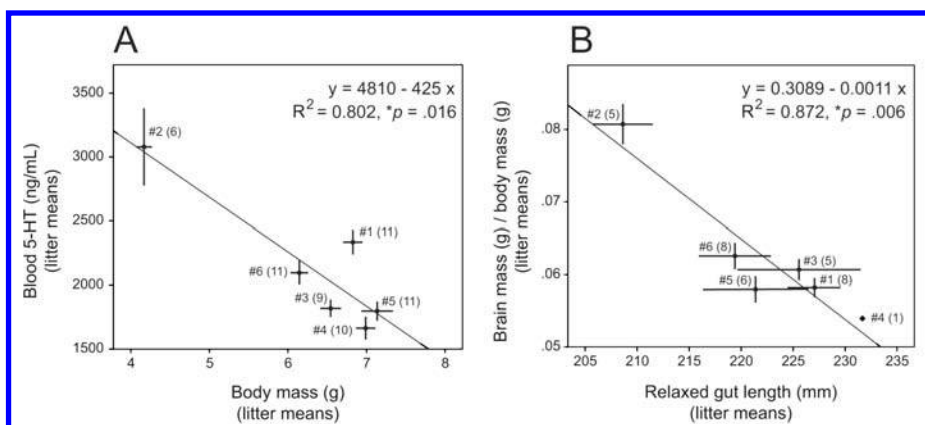 A
y = 4810 - 425 x
R² = 0.802, *p = .016
3500
3000
2500
2000
1500
Blood 5-HT (ng/mL)
(litter means)
#2 (6)
#1 (11)
#6 (11)
#3 (9)
#5 (11)
#4 (10)
4
5
6
7
8
Body mass (g)
(litter means)
B
y = 0.3089 - 0.0011 x
R² = 0.872, *p = .006
.08
.07
.06
.05
Brain mass (g) / body mass (g)
(litter means)
#2 (5)
#6 (8)
#3 (5)
#5 (6)
#1 (8)
#4 (1)
205
210
215
220
225
230
235
Relaxed gut length (mm)
(litter means)